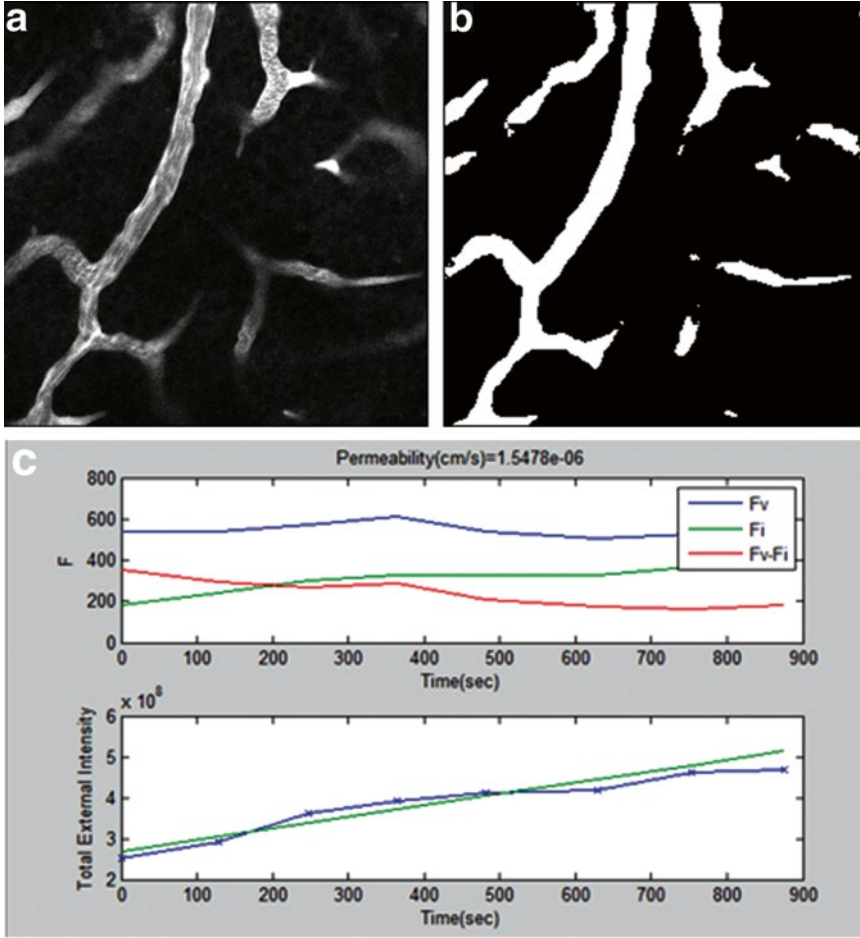 a
b
c
Permeability(cm/s)=1.5478e-06
800
600
400
200
0
F
Fv
Fi
Fv-Fi
0 100 200 300 400 500 600 700 800 900
Time(sec)
x 10^8
6
5
4
3
2
Total External Intensity
0 100 200 300 400 500 600 700 800 900
Time(sec)